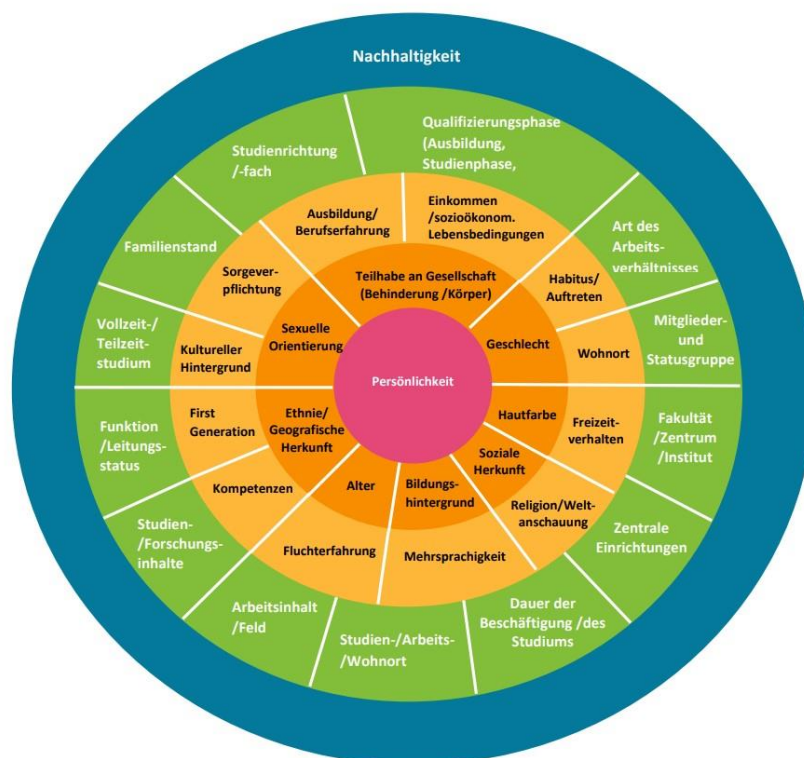 Nachhaltigkeit
Qualifizierungsphase
(Ausbildung,
Studienphase,
Art des
Arbeits-
verhältnisses
Mitglieder-
und
Statusgruppe
Fakultät
/Zentrum
/Institut
Zentrale
Einrichtungen
Dauer der
Beschäftigung /des
Studiums
Studien-/Arbeits-
/Wohnort
Arbeitsinhalt
/Feld
Studien-
/Forschungs-
inhalte
Funktion
/Leitungs-
status
Vollzeit-/
Teilzeit-
studium
Familienstand
Studienrichtung
/-fach
Einkommen
/sozioökonom.
Lebensbedingungen
Habitus/
Auftreten
Wohnort
Freizeit-
verhalten
Religion/Welt-
anschauung
Mehrsprachigkeit
Fluchterfahrung
Kompetenzen
First
Generation
Kultureller
Hintergrund
Sorgever-
pflichtung
Ausbildung/
Berufserfahrung
Teilhabe an Gesellschaft
(Behinderung /Körper)
Geschlecht
Hautfarbe
Soziale
Herkunft
Bildungs-
hintergrund
Alter
Ethnie/
Geografische
Herkunft
Sexuelle
Orientierung
Persönlichkeit